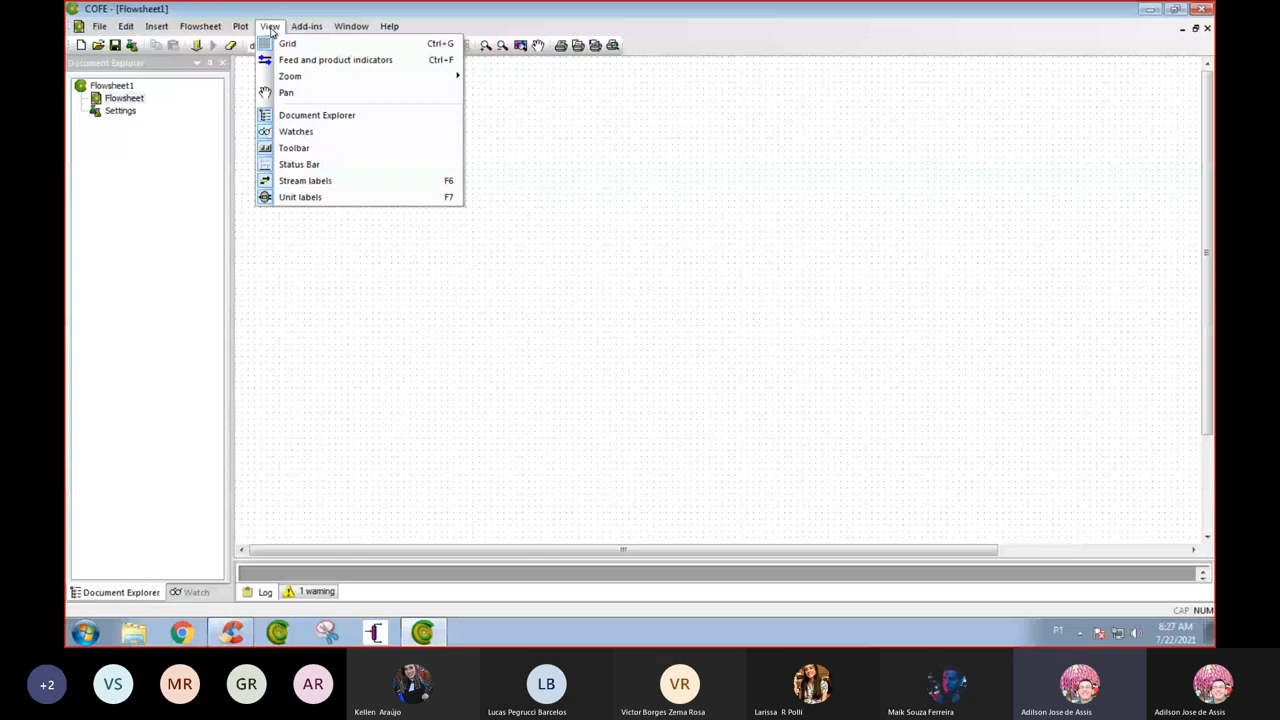 COFE - [Flowsheet1]
File Edit Insert Flowsheet Plot View Add-ins Window Help
Document Explorer
Flowsheet1
Flowsheet
Settings
Grid Ctrl+G
Feed and product indicators Ctrl+F
Zoom
Pan
Document Explorer
Watches
Toolbar
Status Bar
Stream labels F6
Unit labels F7
Document Explorer Watch
Log 1 warning
CAP NUM
PT
8:27 AM
7/22/2021
+2 VS MR GR AR LB VR
Kellen Araújo Lucas Pegrucci Barcelos Victor Borges Zema Rosa Larissa R Polli Maik Souza Ferreira Adilson Jose de Assis Adilson Jose de Assis